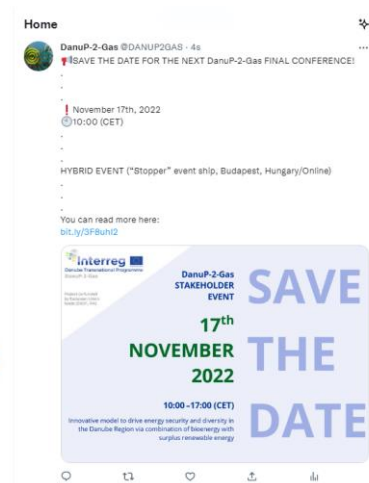 Home
DanuP-2-Gas @DANUP2GAS · 4s
SAVE THE DATE FOR THE NEXT DanuP-2-Gas FINAL CONFERENCE!
.
.
.
❗ November 17th, 2022
10:00 (CET)
.
.
.
HYBRID EVENT ("Stopper" event ship, Budapest, Hungary/Online)
.
.
.
You can read more here:
bit.ly/3F8uhI2
Interreg
Danube Transnational Programme
DanuP-2-Gas
DanuP-2-Gas
STAKEHOLDER
EVENT
17th
NOVEMBER
2022
10:00 –17:00 (CET)
Innovative model to drive energy security and diversity in
the Danube Region via combination of bioenergy with
surplus renewable energy
SAVE
THE
DATE